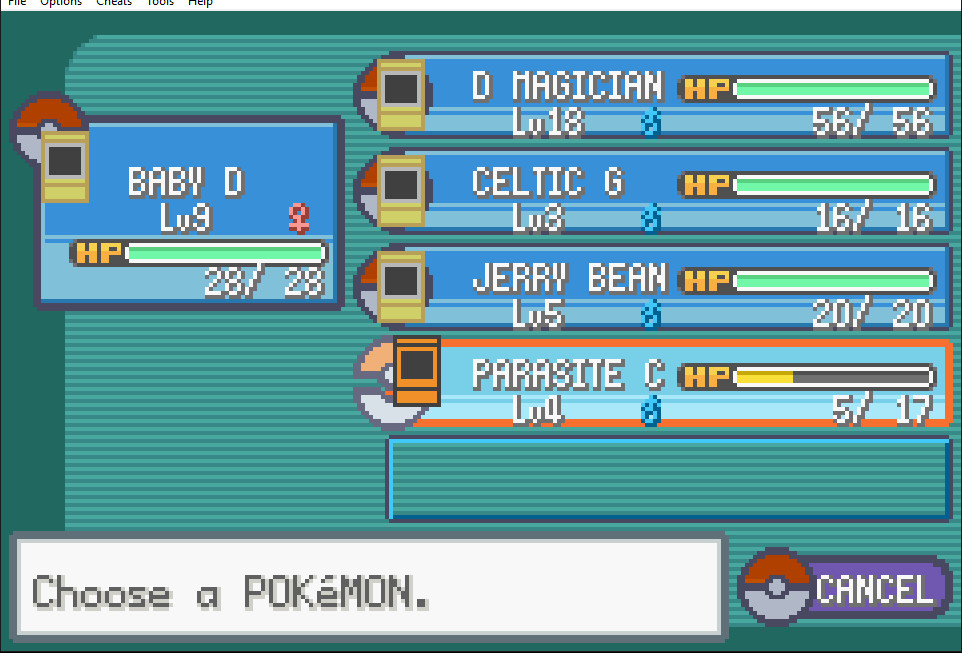 File Options Cheats Tools Help
BABY D
Lv9 ♀
HP
28/ 28
D MAGICIAN HP
Lv18 56/ 56
CELTIC G HP
Lv3 16/ 16
JERRY BEAN HP
Lv5 20/ 20
PARASITE C HP
Lv4 5/ 17
Choose a POKéMON.
CANCEL